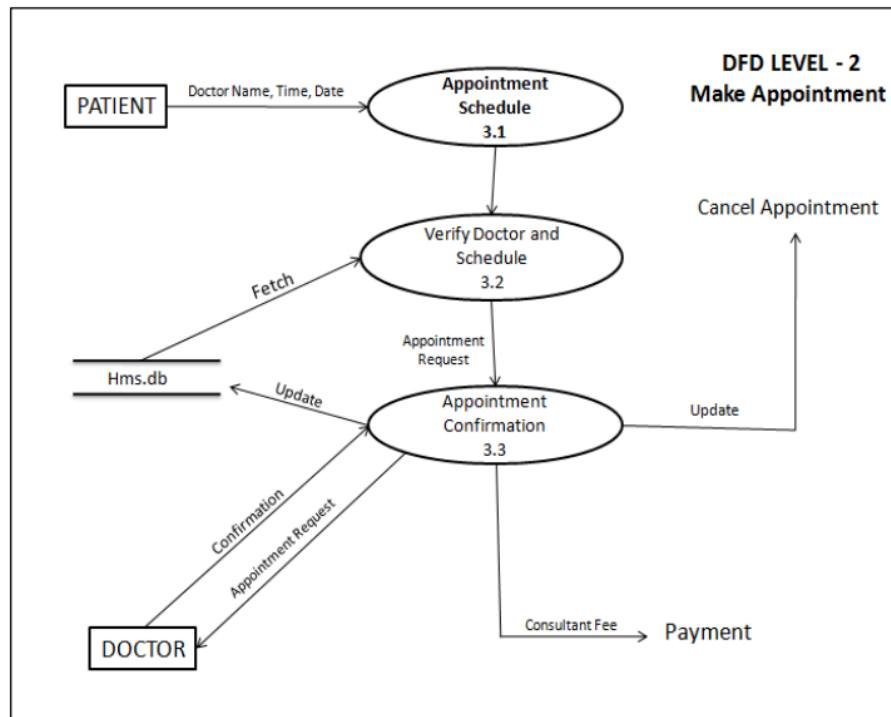 DFD LEVEL - 2
Make Appointment
PATIENT
Doctor Name, Time, Date
Appointment
Schedule
3.1
Cancel Appointment
Verify Doctor and
Schedule
3.2
Fetch
Appointment
Request
Hms.db
Update
Appointment
Confirmation
3.3
Update
Confirmation
Appointment Request
DOCTOR
Consultant Fee
Payment